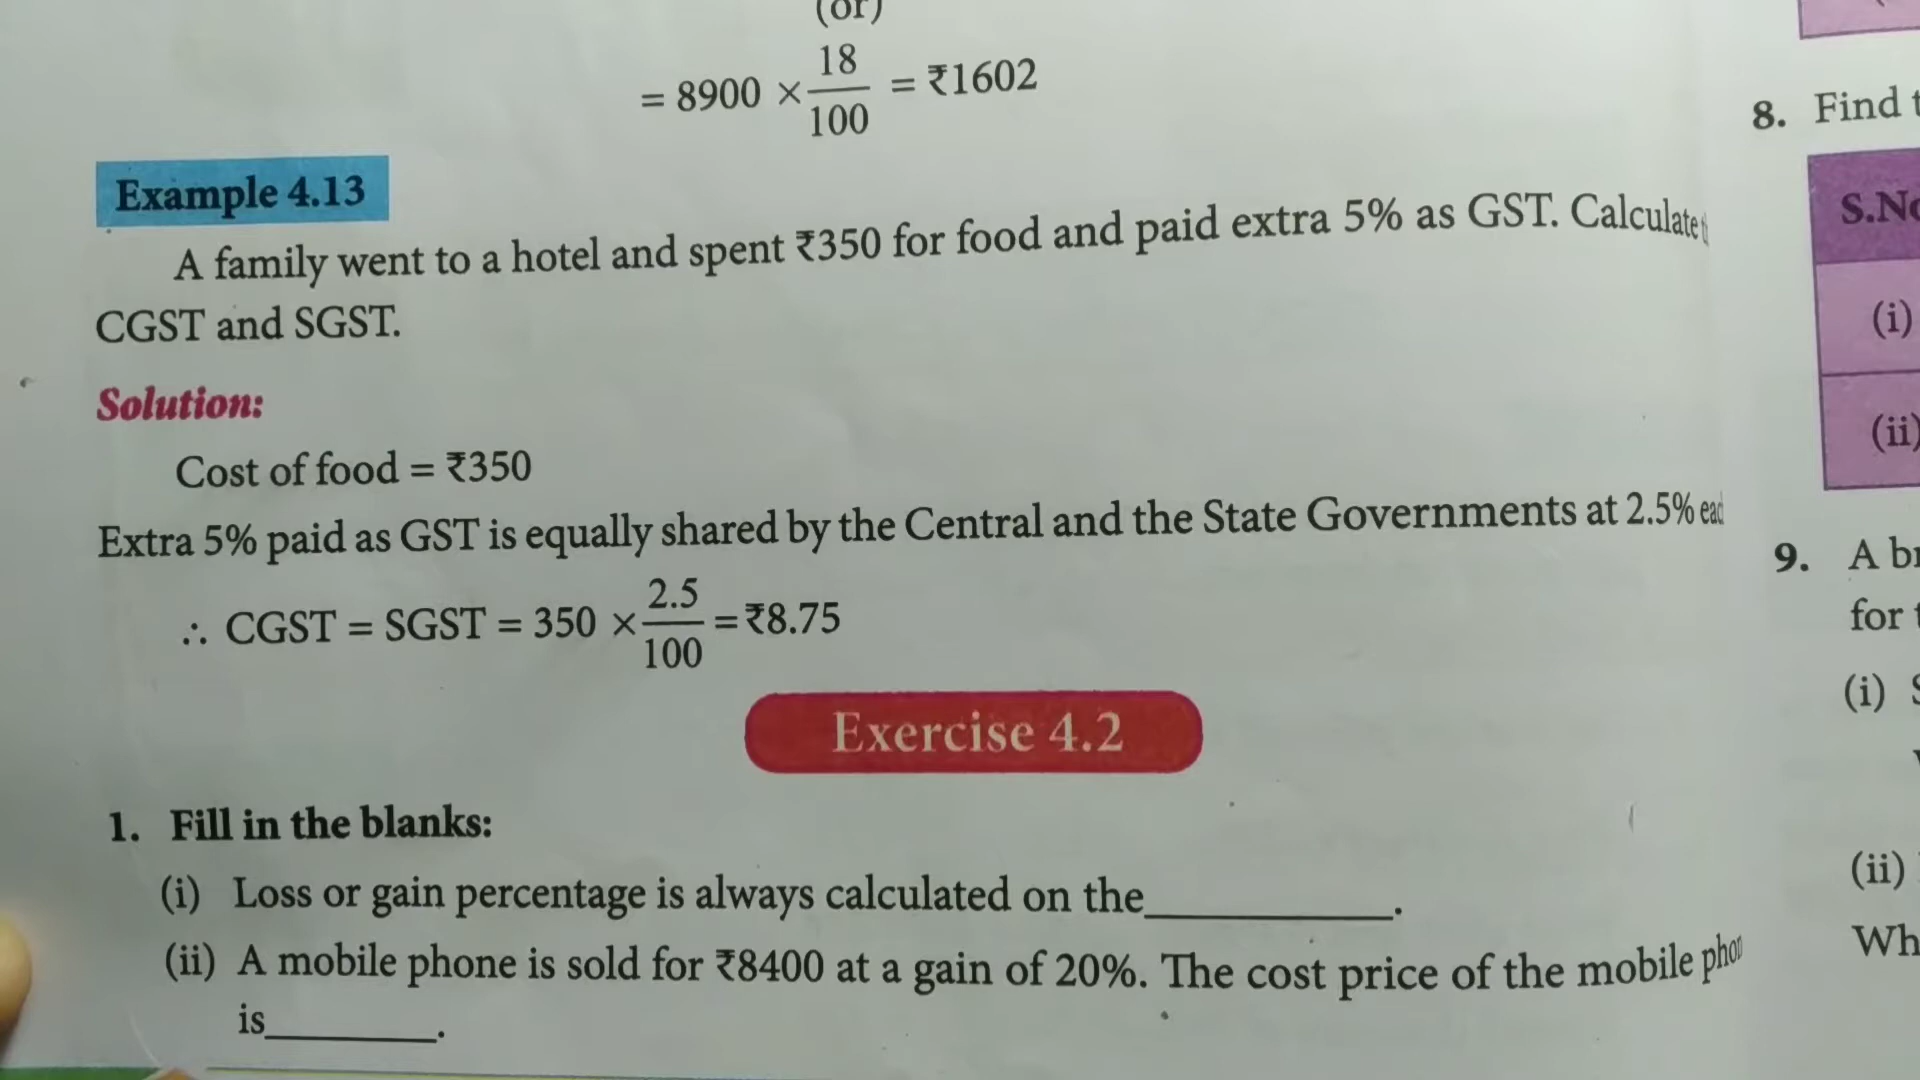 (or)
= 8900 × 18/100 = ₹1602
Example 4.13
A family went to a hotel and spent ₹350 for food and paid extra 5% as GST. Calculate
CGST and SGST.
Solution:
Cost of food = ₹350
Extra 5% paid as GST is equally shared by the Central and the State Governments at 2.5%
∴ CGST = SGST = 350 × 2.5/100 = ₹8.75
Exercise 4.2
1. Fill in the blanks:
(i) Loss or gain percentage is always calculated on the__________.
(ii) A mobile phone is sold for ₹8400 at a gain of 20%. The cost price of the mobile
is________.
8. Find
S.No
(i)
(ii)
9. A
for
(i)
(ii)
Wh